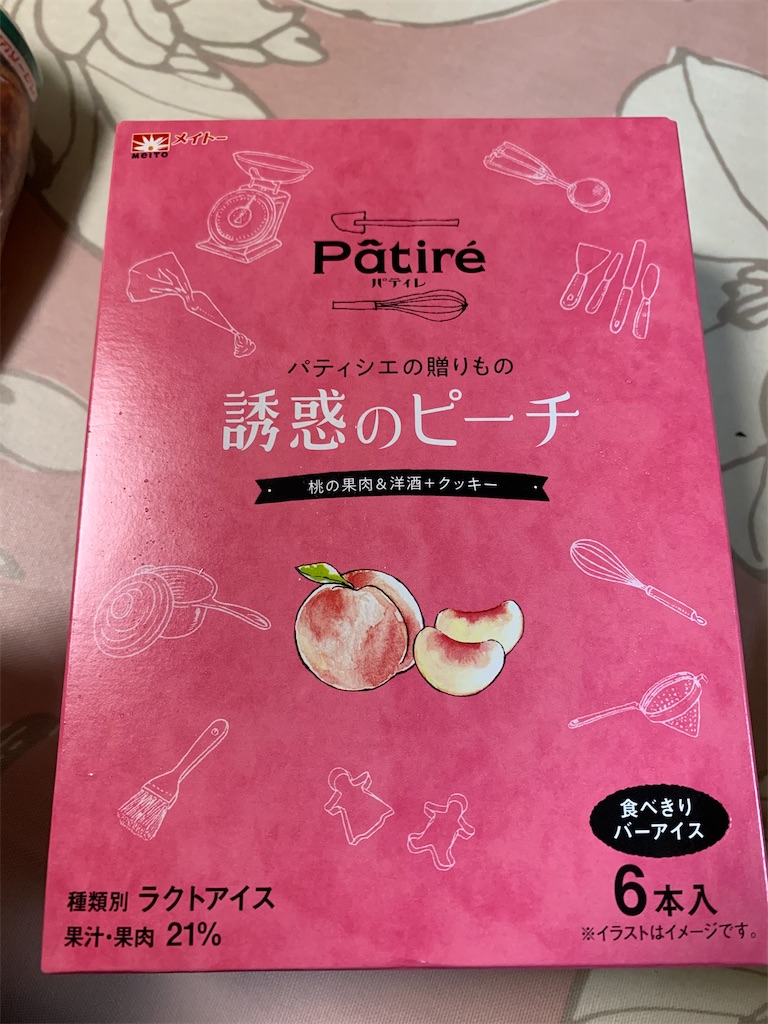 メイトー
MEITO
Pâtiré
パティレ
パティシエの贈りもの
誘惑のピーチ
桃の果肉&洋酒+クッキー
食べきり
バーアイス
6本入
※イラストはイメージです。
種類別 ラクトアイス
果汁・果肉 21%